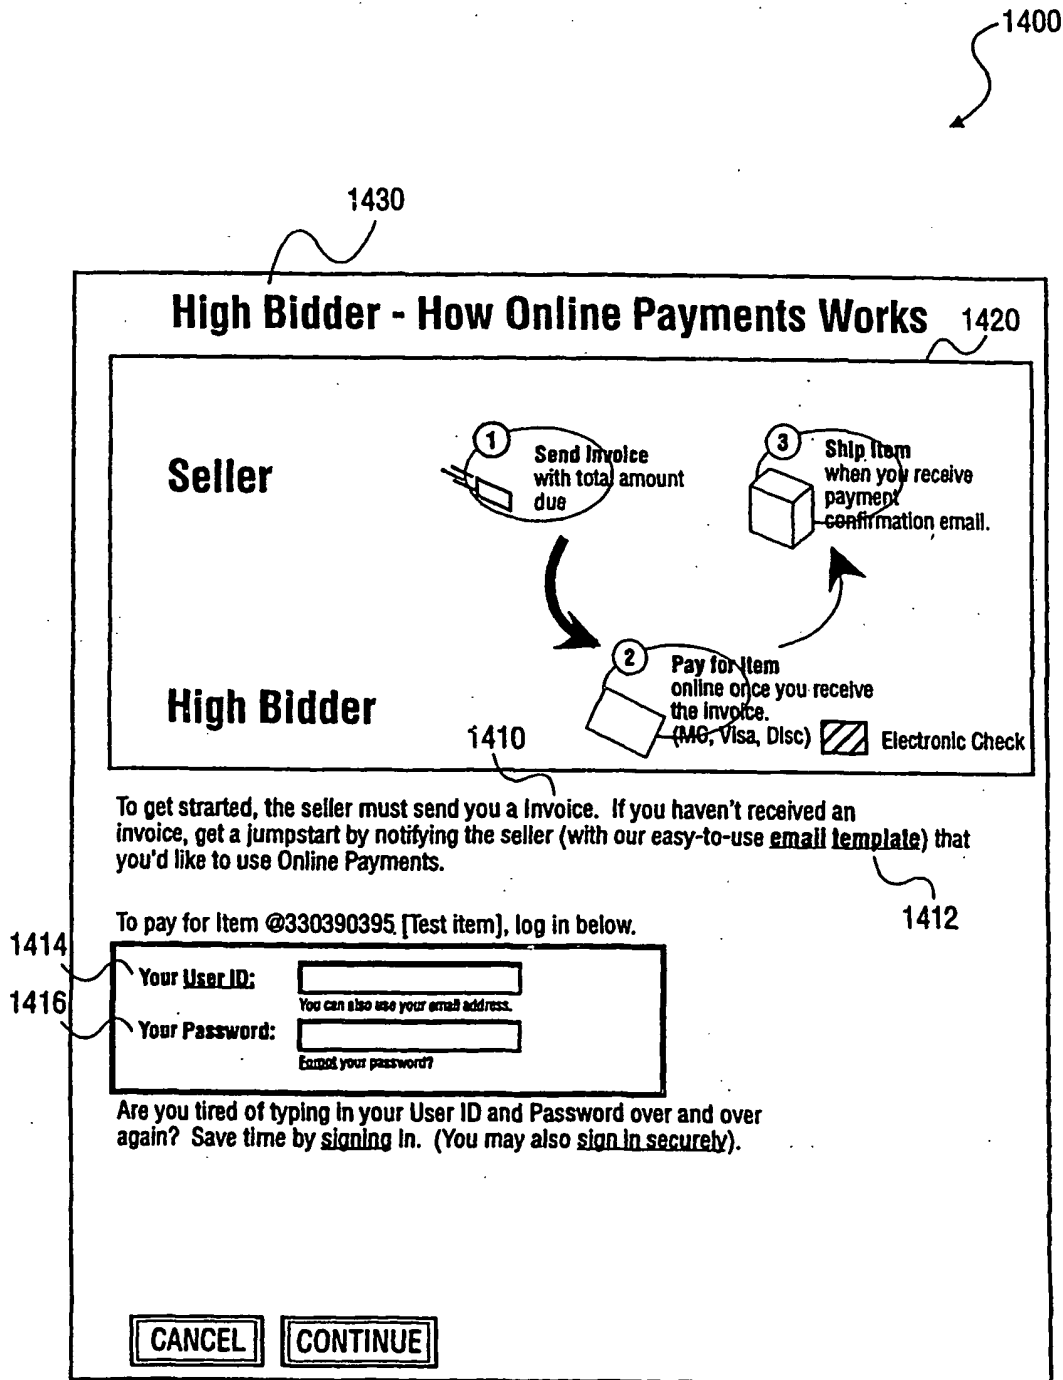 1400
1430
High Bidder - How Online Payments Works
1420
Seller
1
Send Invoice
with total amount
due
3
Ship Item
when you receive
payment
confirmation email.
High Bidder
2
Pay for Item
online once you receive
the invoice.
(MC, Visa, Disc)
Electronic Check
1410
To get strarted, the seller must send you a Invoice. If you haven't received an
invoice, get a jumpstart by notifying the seller (with our easy-to-use email template) that
you'd like to use Online Payments.
1412
To pay for Item @330390395 [Test item], log in below.
1414
Your User ID:
You can also use your email address.
1416
Your Password:
Forgot your password?
Are you tired of typing in your User ID and Password over and over
again? Save time by signing in. (You may also sign in securely).
CANCEL
CONTINUE